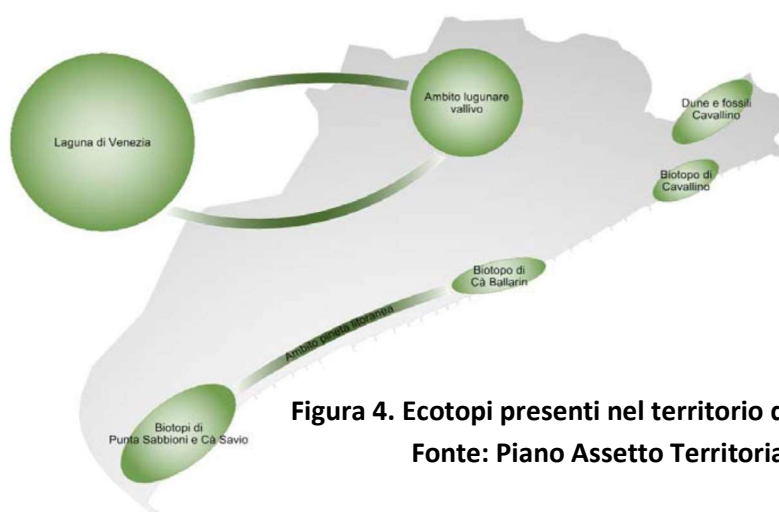 Laguna di Venezia
Ambito lugunare
vallivo
Dune e fossili
Cavallino
Biotopo di
Cavallino
Biotopo di
Cà Ballarin
Ambito pineta litoranea
Biotopi di
Punta Sabbioni e Cà Savio
Figura 4. Ecotopi presenti nel territorio
Fonte: Piano Assetto